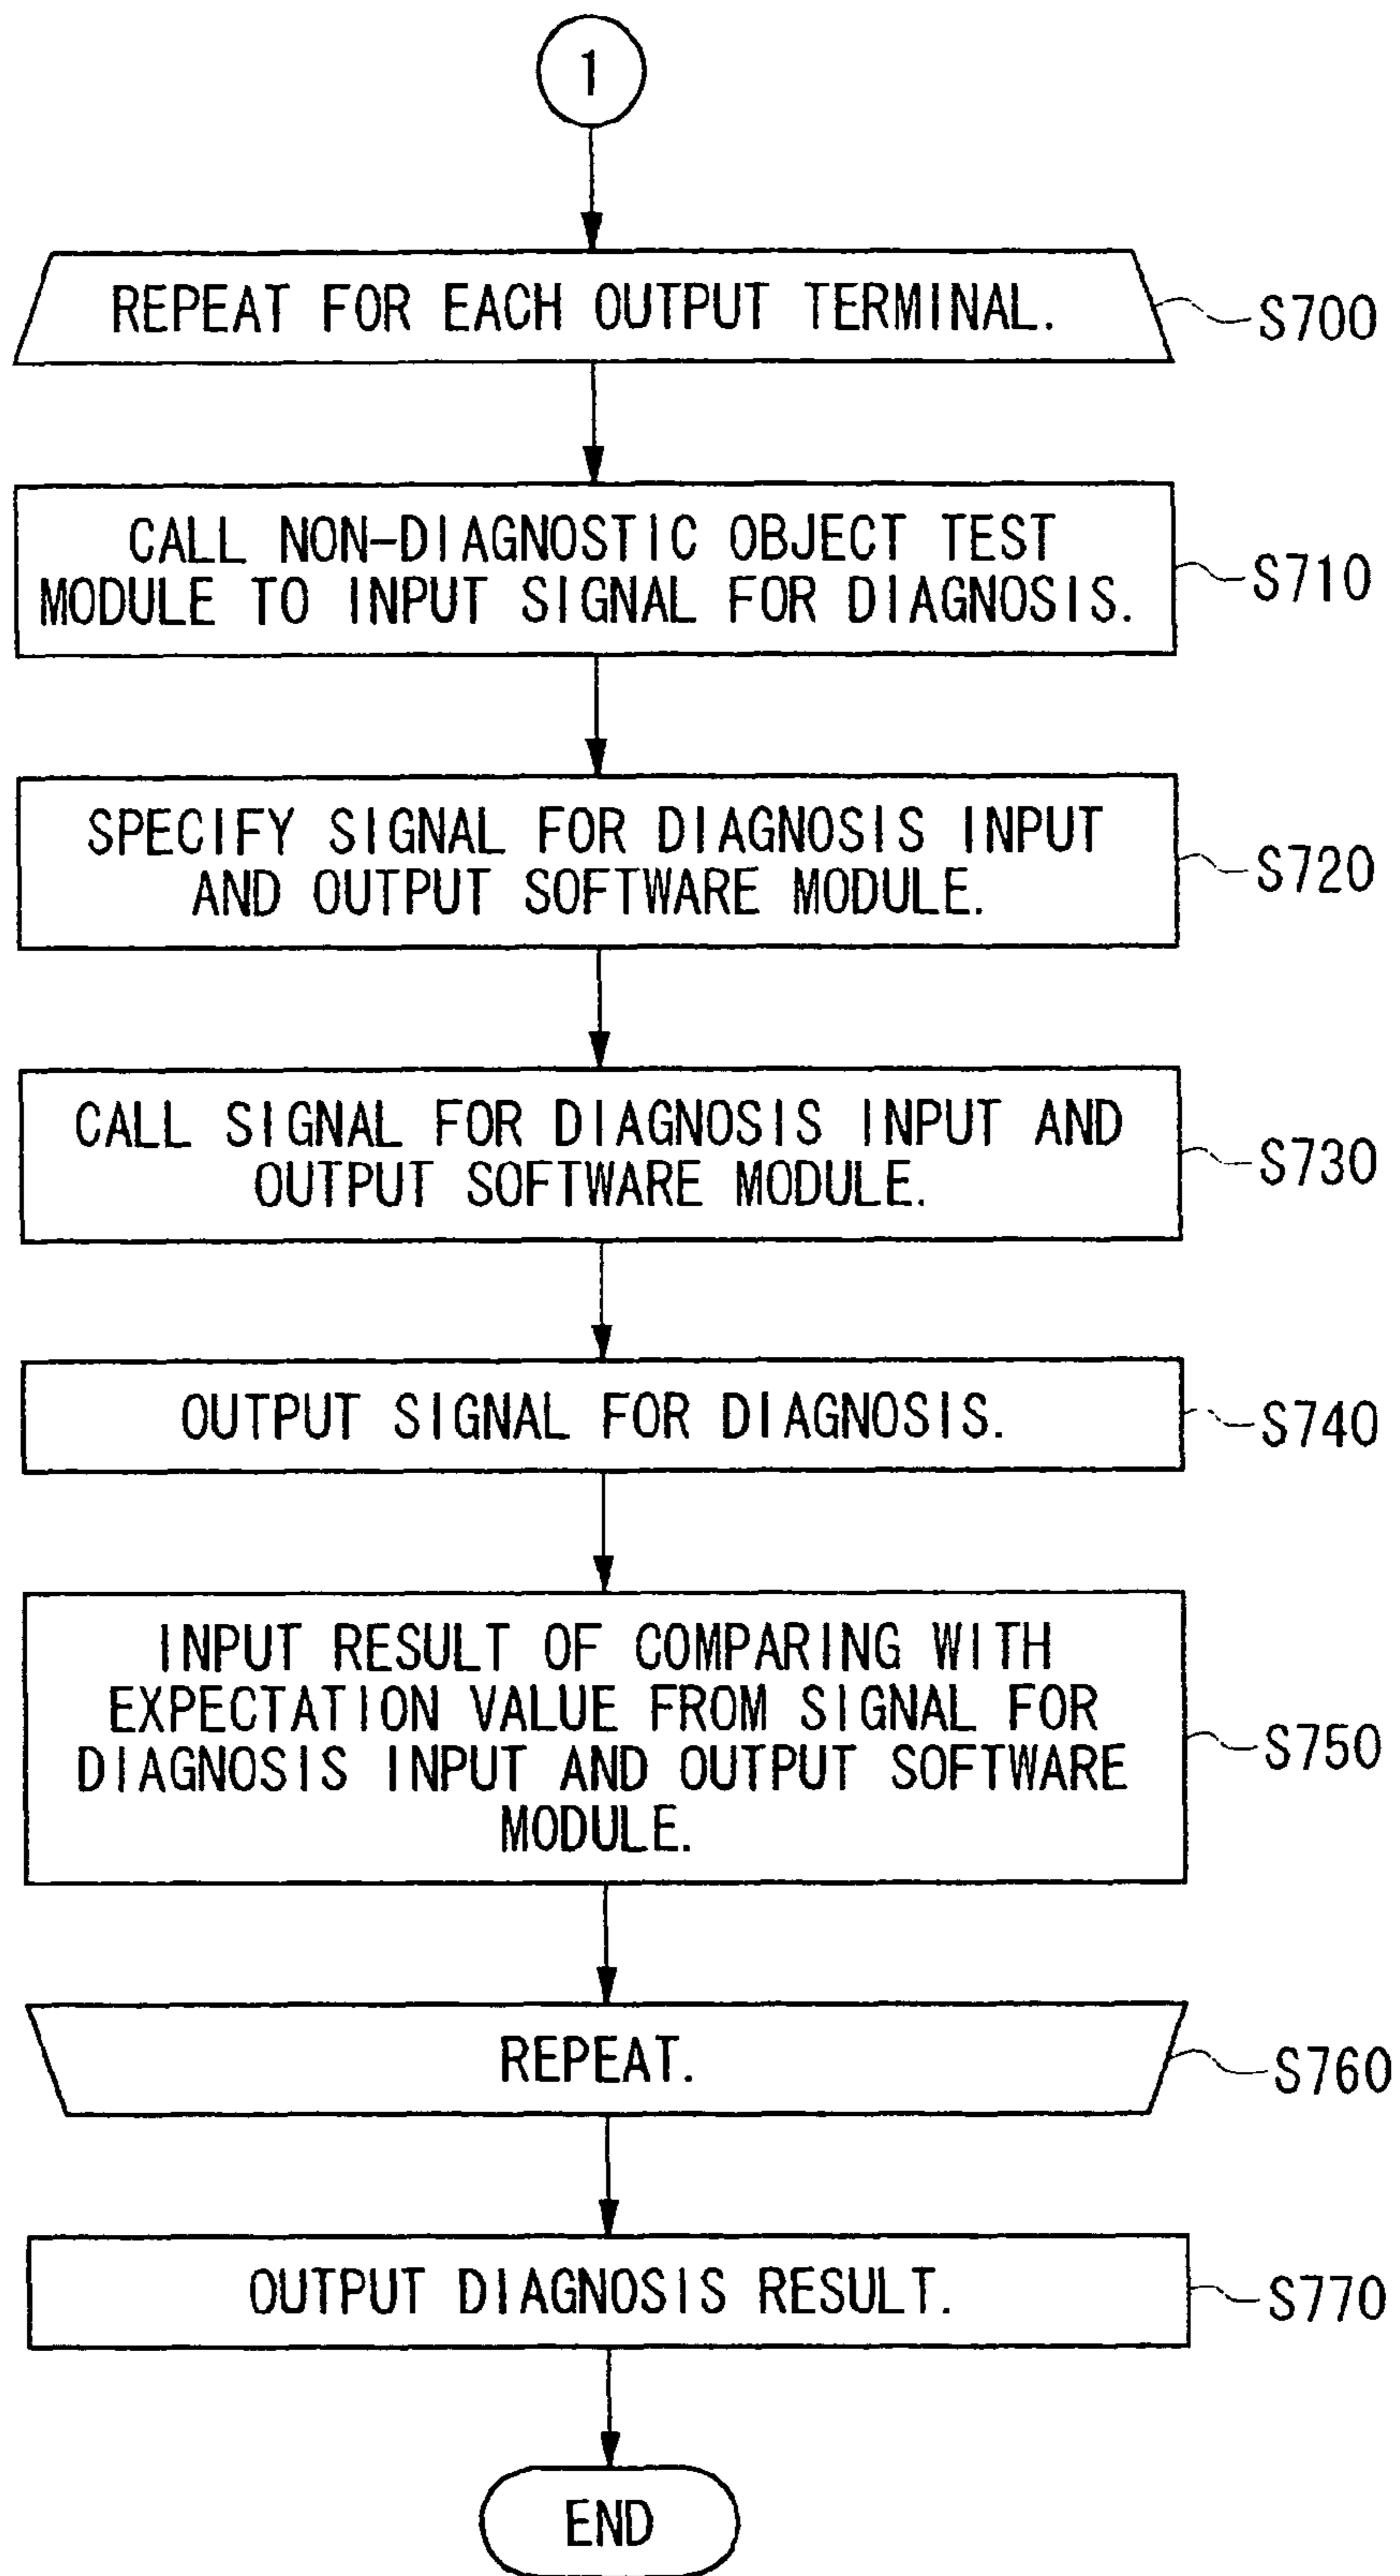 1
REPEAT FOR EACH OUTPUT TERMINAL.
S700
CALL NON-DIAGNOSTIC OBJECT TEST
MODULE TO INPUT SIGNAL FOR DIAGNOSIS.
S710
SPECIFY SIGNAL FOR DIAGNOSIS INPUT
AND OUTPUT SOFTWARE MODULE.
S720
CALL SIGNAL FOR DIAGNOSIS INPUT AND
OUTPUT SOFTWARE MODULE.
S730
OUTPUT SIGNAL FOR DIAGNOSIS.
S740
INPUT RESULT OF COMPARING WITH
EXPECTATION VALUE FROM SIGNAL FOR
DIAGNOSIS INPUT AND OUTPUT SOFTWARE
MODULE.
S750
REPEAT.
S760
OUTPUT DIAGNOSIS RESULT.
S770
END